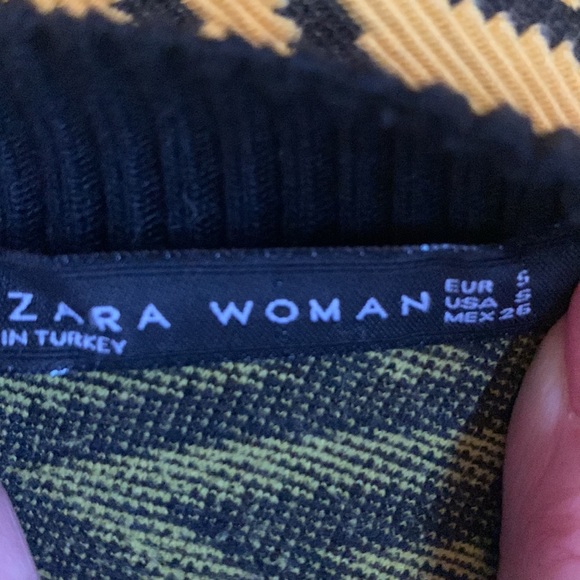 ZARA WOMAN
IN TURKEY
EUR S
USA S
MEX 26